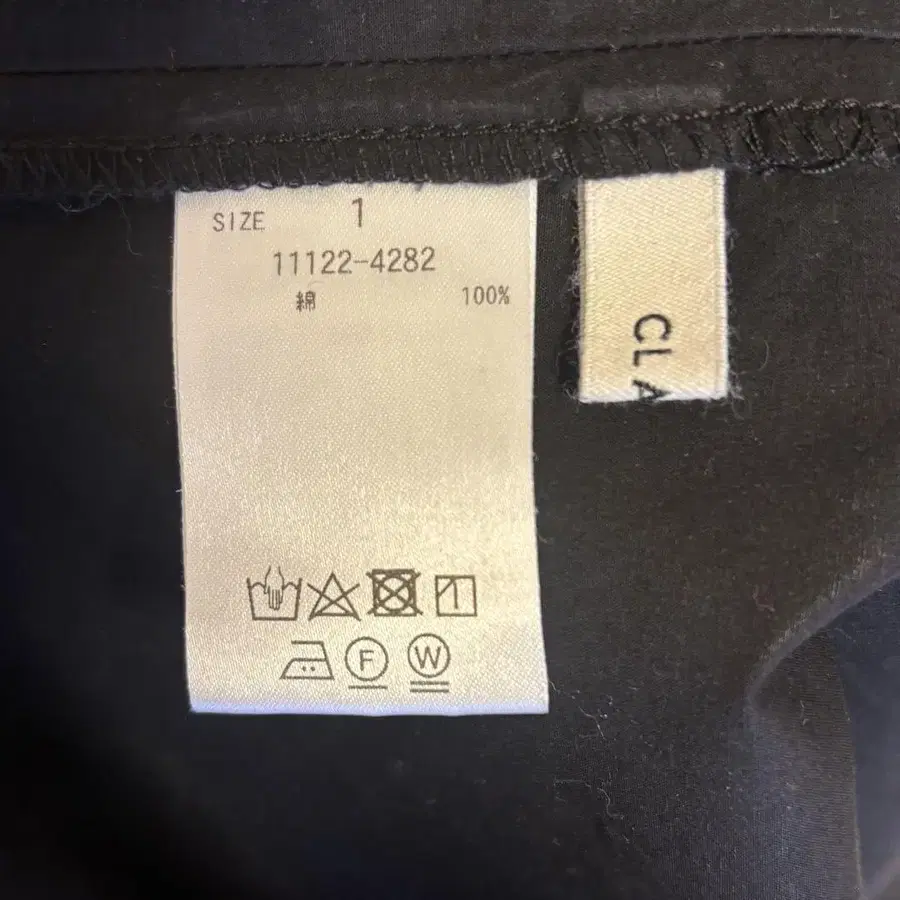 SIZE 1
11122-4282
綿 100%
F W
CLA